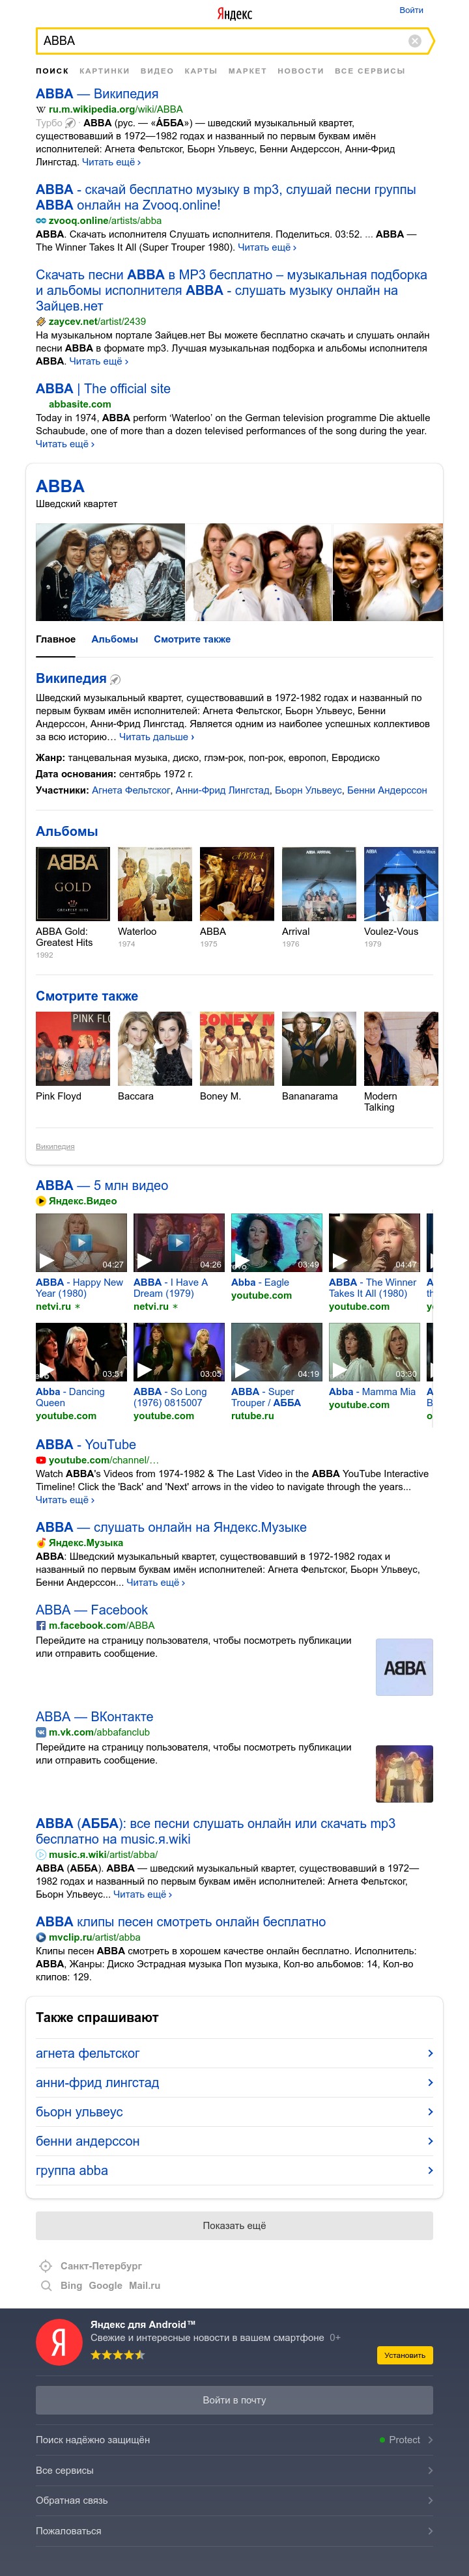 Яндекс
Войти
ABBA
ПОИСК КАРТИНКИ ВИДЕО КАРТЫ МАРКЕТ НОВОСТИ ВСЕ СЕРВИСЫ
ABBA — Википедия
ru.m.wikipedia.org/wiki/ABBA
Турбо · ABBA (рус. — «А́ББА») — шведский музыкальный квартет,
существовавший в 1972—1982 годах и названный по первым буквам имён
исполнителей: Агнета Фельтског, Бьорн Ульвеус, Бенни Андерссон, Анни-Фрид
Лингстад. Читать ещё ›
ABBA - скачай бесплатно музыку в mp3, слушай песни группы
ABBA онлайн на Zvooq.online!
zvooq.online/artists/abba
ABBA. Скачать исполнителя Слушать исполнителя. Поделиться. 03:52. ... ABBA —
The Winner Takes It All (Super Trouper 1980). Читать ещё ›
Скачать песни ABBA в MP3 бесплатно – музыкальная подборка
и альбомы исполнителя ABBA - слушать музыку онлайн на
Зайцев.нет
zaycev.net/artist/2439
На музыкальном портале Зайцев.нет Вы можете бесплатно скачать и слушать онлайн
песни ABBA в формате mp3. Лучшая музыкальная подборка и альбомы исполнителя
ABBA. Читать ещё ›
ABBA | The official site
abbasite.com
Today in 1974, ABBA perform ‘Waterloo’ on the German television programme Die aktuelle
Schaubude, one of more than a dozen televised performances of the song during the year.
Читать ещё ›
ABBA
Шведский квартет
Главное Альбомы Смотрите также
Википедия
Шведский музыкальный квартет, существовавший в 1972-1982 годах и названный по
первым буквам имён исполнителей: Агнета Фельтског, Бьорн Ульвеус, Бенни
Андерссон, Анни-Фрид Лингстад. Является одним из наиболее успешных коллективов
за всю историю… Читать дальше ›
Жанр: танцевальная музыка, диско, глэм-рок, поп-рок, европоп, Евродиско
Дата основания: сентябрь 1972 г.
Участники: Агнета Фельтског, Анни-Фрид Лингстад, Бьорн Ульвеус, Бенни Андерссон
Альбомы
ABBA
GOLD
GREATEST HITS
ABBA
ABBA ARRIVAL
Voulez-Vous
ABBA Gold: Waterloo ABBA Arrival Voulez-Vous
Greatest Hits 1974 1975 1976 1979
1992
Смотрите также
PINK FLO
BONEY M
Pink Floyd Baccara Boney M. Bananarama Modern
Talking
Википедия
ABBA — 5 млн видео
Яндекс.Видео
04:27 04:26 03:49 04:47
ABBA - Happy New ABBA - I Have A Abba - Eagle ABBA - The Winner
Year (1980) Dream (1979) youtube.com Takes It All (1980)
netvi.ru netvi.ru youtube.com
03:51 03:05 04:19 03:30
Abba - Dancing ABBA - So Long ABBA - Super Abba - Mamma Mia
Queen (1976) 0815007 Trouper / АББА youtube.com
youtube.com youtube.com rutube.ru
ABBA - YouTube
youtube.com/channel/…
Watch ABBA's Videos from 1974-1982 & The Last Video in the ABBA YouTube Interactive
Timeline! Click the 'Back' and 'Next' arrows in the video to navigate through the years...
Читать ещё ›
ABBA — слушать онлайн на Яндекс.Музыке
Яндекс.Музыка
ABBA: Шведский музыкальный квартет, существовавший в 1972-1982 годах и
названный по первым буквам имён исполнителей: Агнета Фельтског, Бьорн Ульвеус,
Бенни Андерссон... Читать ещё ›
ABBA — Facebook
m.facebook.com/ABBA
Перейдите на страницу пользователя, чтобы посмотреть публикации
или отправить сообщение.
ABBA
ABBA — ВКонтакте
m.vk.com/abbafanclub
Перейдите на страницу пользователя, чтобы посмотреть публикации
или отправить сообщение.
ABBA (АББА): все песни слушать онлайн или скачать mp3
бесплатно на music.я.wiki
music.я.wiki/artist/abba/
ABBA (АББА). ABBA — шведский музыкальный квартет, существовавший в 1972—
1982 годах и названный по первым буквам имён исполнителей: Агнета Фельтског,
Бьорн Ульвеус... Читать ещё ›
ABBA клипы песен смотреть онлайн бесплатно
mvclip.ru/artist/abba
Клипы песен ABBA смотреть в хорошем качестве онлайн бесплатно. Исполнитель:
ABBA, Жанры: Диско Эстрадная музыка Поп музыка, Кол-во альбомов: 14, Кол-во
клипов: 129.
Также спрашивают
агнета фельтског
анни-фрид лингстад
бьорн ульвеус
бенни андерссон
группа abba
Показать ещё
Санкт-Петербург
Bing Google Mail.ru
Я
Яндекс для Android™
Свежие и интересные новости в вашем смартфоне 0+
Установить
Войти в почту
Поиск надёжно защищён Protect
Все сервисы
Обратная связь
Пожаловаться